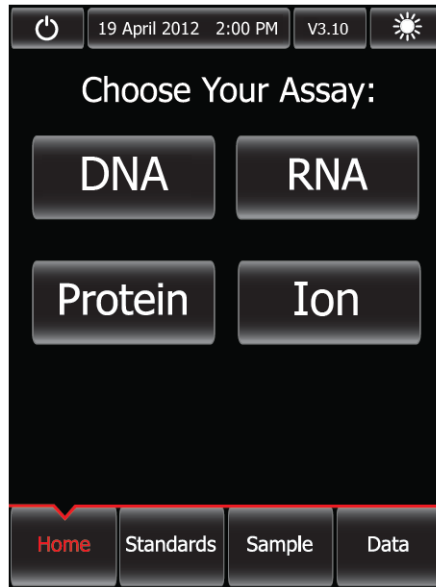 19 April 2012 2:00 PM V3.10
Choose Your Assay:
DNA RNA
Protein Ion
Home Standards Sample Data